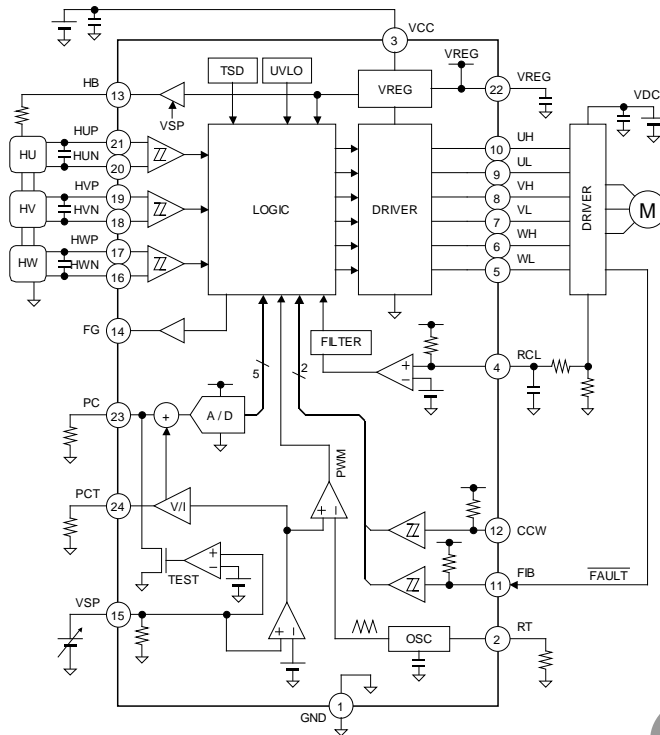 VCC
3
VREG
TSD
UVLO
VREG
22
VREG
HB
13
VSP
VDC
HUP
21
HU
HUN
20
HVP
19
HV
HVN
18
HWP
17
HW
HWN
16
LOGIC
DRIVER
10
UH
9
UL
8
VH
7
VL
6
WH
5
WL
DRIVER
M
FG
14
FILTER
5
2
+
−
4
RCL
PC
23
+
A / D
PWM
PCT
24
V/I
+
−
12
CCW
TEST
+
−
11
FIB
FAULT
VSP
15
+
−
OSC
2
RT
1
GND